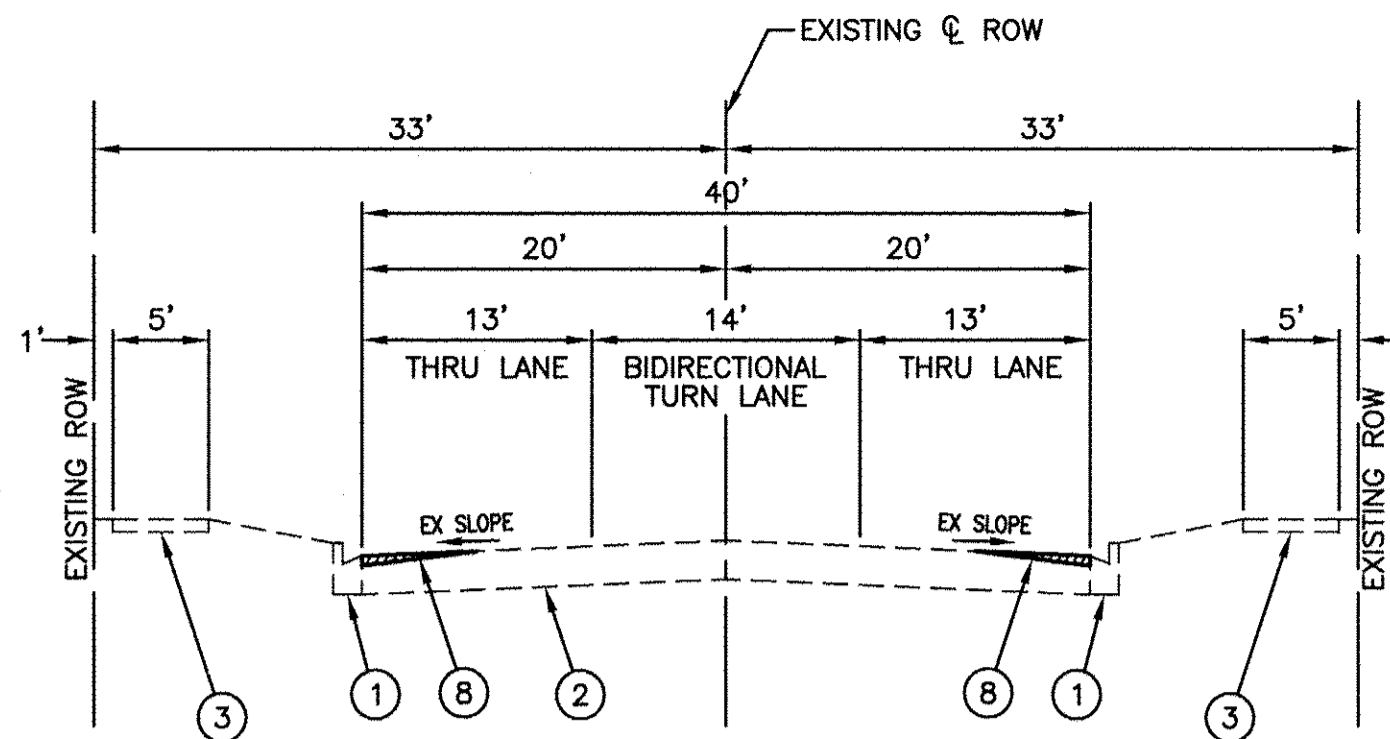 EXISTING ℄ ROW
33'
33'
40'
20'
20'
1'
5'
13'
14'
13'
5'
THRU LANE
BIDIRECTIONAL
TURN LANE
THRU LANE
EXISTING ROW
EXISTING ROW
EX SLOPE
EX SLOPE
3
1
8
2
8
1
3